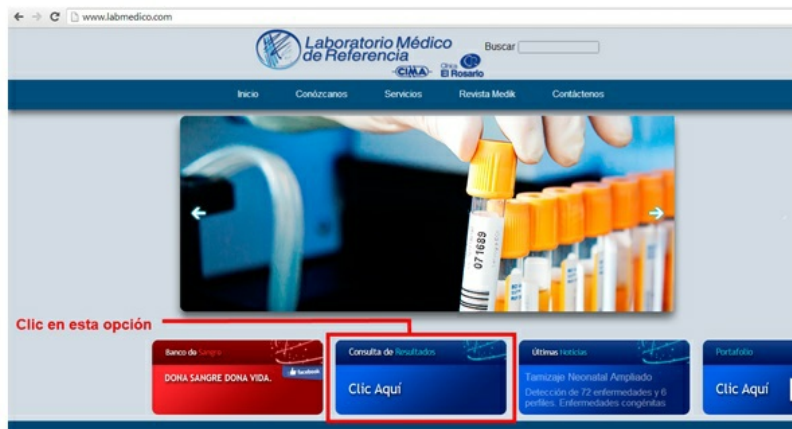 www.labmedico.com
Laboratorio Médico
de Referencia
Buscar
CIMA
Clínica
El Rosario
Inicio Conózcanos Servicios Revista Medik Contáctenos
071689
Clic en esta opción
Banco de Sangre
DONA SANGRE DONA VIDA.
facebook
Consulta de Resultados
Clic Aquí
Últimas Noticias
Tamizaje Neonatal Ampliado
Detección de 72 enfermedades y 6
perfiles. Enfermedades congénitas
Portafolio
Clic Aquí